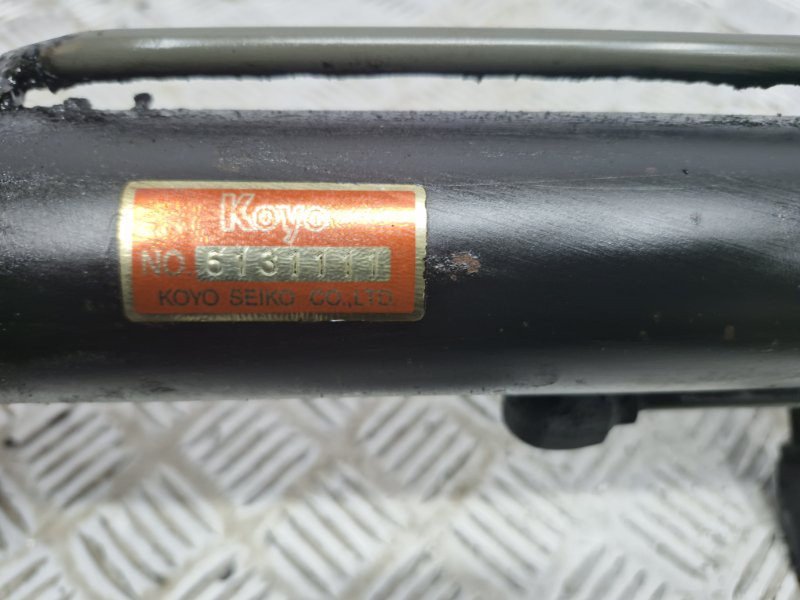 Koyo
NO. 6131111
KOYO SEIKO CO.,LTD.